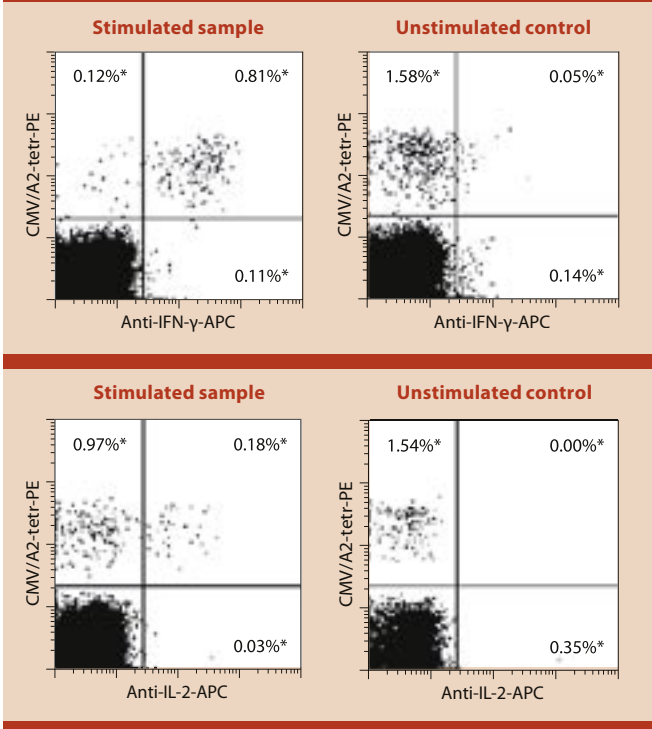 Stimulated sample
Unstimulated control
0.12%*
0.81%*
1.58%*
0.05%*
CMV/A2-tetr-PE
CMV/A2-tetr-PE
0.11%*
0.14%*
Anti-IFN-γ-APC
Anti-IFN-γ-APC
Stimulated sample
Unstimulated control
0.97%*
0.18%*
1.54%*
0.00%*
CMV/A2-tetr-PE
CMV/A2-tetr-PE
0.03%*
0.35%*
Anti-IL-2-APC
Anti-IL-2-APC